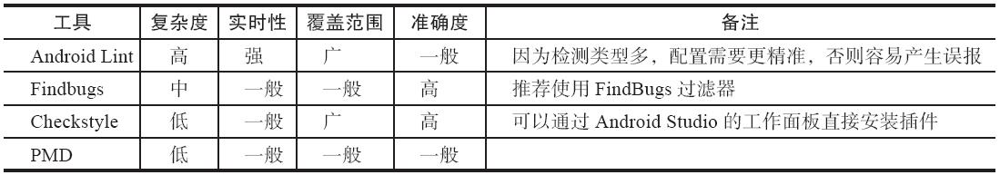 工具 复杂度 实时性 覆盖范围 准确度 备注
Android Lint 高 强 广 一般 因为检测类型多，配置需要更精准，否则容易产生误报
Findbugs 中 一般 一般 高 推荐使用 FindBugs 过滤器
Checkstyle 低 一般 广 高 可以通过 Android Studio 的工作面板直接安装插件
PMD 低 一般 一般 一般